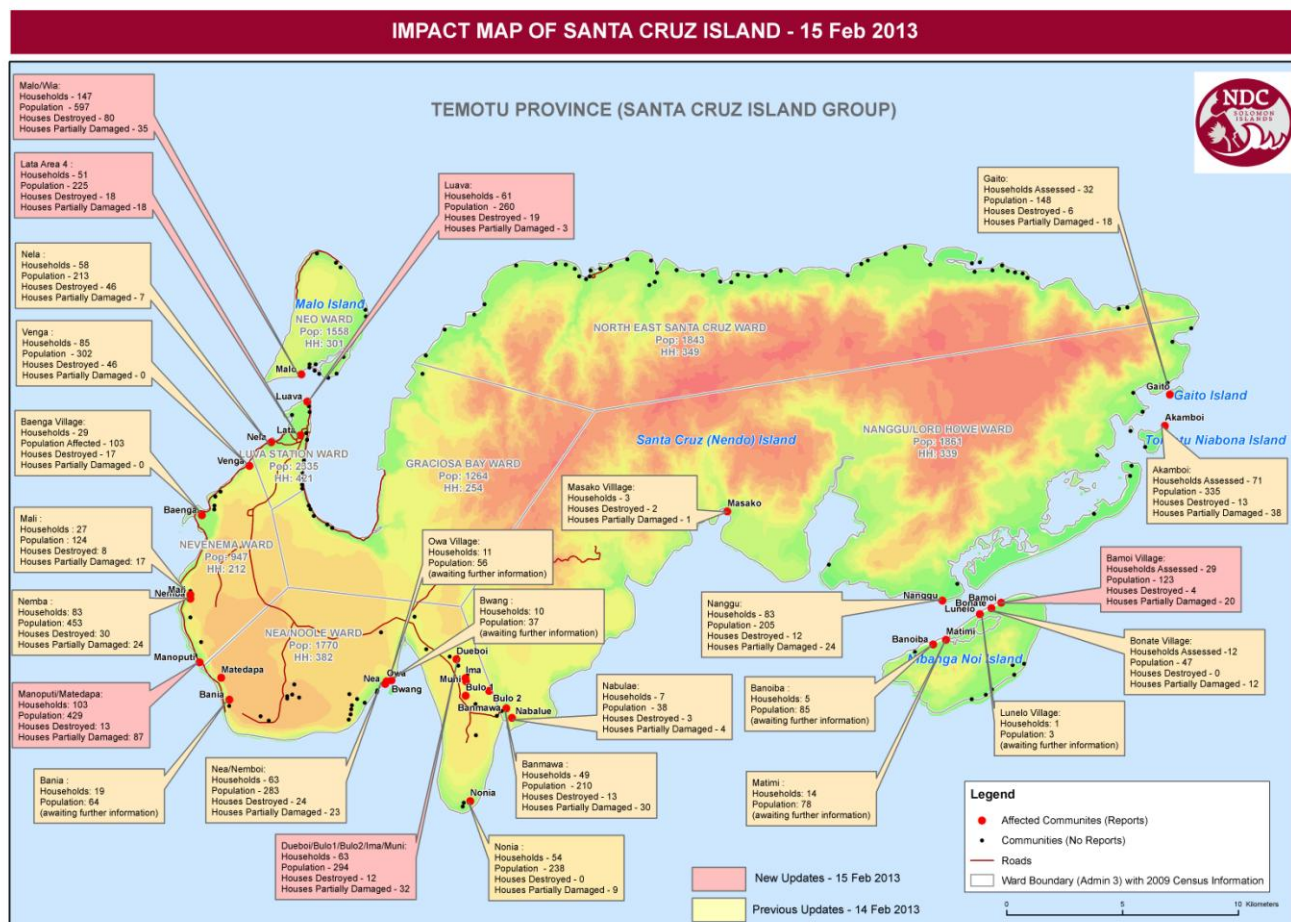 IMPACT MAP OF SANTA CRUZ ISLAND - 15 Feb 2013
TEMOTU PROVINCE (SANTA CRUZ ISLAND GROUP)
NDC
SOLOMON
ISLANDS
Malo/Wia:
Households - 147
Population - 597
Houses Destroyed - 80
Houses Partially Damaged - 35
Lata Area 4 :
Households - 51
Population - 225
Houses Destroyed - 18
Houses Partially Damaged -18
Luava:
Households - 61
Population - 260
Houses Destroyed - 19
Houses Partially Damaged - 3
Gaito:
Households Assessed - 32
Population - 148
Houses Destroyed - 6
Houses Partially Damaged - 18
Nela :
Households - 58
Population - 213
Houses Destroyed - 46
Houses Partially Damaged - 7
Venga :
Households - 85
Population - 302
Houses Destroyed - 46
Houses Partially Damaged - 0
Baenga Village:
Households - 29
Population Affected - 103
Houses Destroyed - 17
Houses Partially Damaged - 0
Mali :
Households : 27
Population : 124
Houses Destroyed: 8
Houses Partially Damaged: 17
Nemba :
Households: 83
Population: 453
Houses Destroyed: 30
Houses Partially Damaged: 24
Manoputi/Matedapa:
Households: 103
Population: 429
Houses Destroyed: 13
Houses Partially Damaged: 87
Bania :
Households: 19
Population: 64
(awaiting further information)
Nea/Nemboi:
Households - 63
Population - 283
Houses Destroyed - 24
Houses Partially Damaged - 23
Dueboi/Bulo1/Bulo2/Ima/Muni:
Households - 63
Population - 294
Houses Destroyed - 12
Houses Partially Damaged - 32
Owa Village:
Households: 11
Population: 56
(awaiting further information)
Bwang :
Households: 10
Population: 37
(awaiting further information)
Masako Villlage:
Households - 3
Houses Destroyed - 2
Houses Partially Damaged - 1
Nabulae:
Households - 7
Population - 38
Houses Destroyed - 3
Houses Partially Damaged - 4
Banmawa:
Households - 49
Population - 210
Houses Destroyed - 13
Houses Partially Damaged - 30
Nonia :
Households - 54
Population - 238
Houses Destroyed - 0
Houses Partially Damaged - 9
Nanggu:
Households - 83
Population - 205
Houses Destroyed - 12
Houses Partially Damaged - 24
Banoiba:
Households: 5
Population: 85
(awaiting further information)
Matimi :
Households: 14
Population: 78
(awaiting further information)
Akamboi:
Households Assessed - 71
Population - 335
Houses Destroyed - 13
Houses Partially Damaged - 38
Bamoi Village:
Households Assessed - 29
Population - 123
Houses Destroyed - 4
Houses Partially Damaged - 20
Bonate Village:
Households Assessed -12
Population - 47
Houses Destroyed - 0
Houses Partially Damaged - 12
Lunelo Village:
Households: 1
Population: 3
(awaiting further information)
Malo Island
NEO WARD
Pop: 1558
HH: 301
Malo
Luava
Nela
Lata
Venga
LUVA STATION WARD
HH: 421
Baenga
NEVENEMA WARD
Pop: 947
HH: 212
Mali
Manoputi
Matedapa
Bania
NEA/NOOLE WARD
Pop: 1770
HH: 382
Nea
Owa
Bwang
GRACIOSA BAY WARD
Pop: 1264
HH: 254
NORTH EAST SANTA CRUZ WARD
Pop: 1843
HH: 349
Santa Cruz (Nendo) Island
NANGGU/LORD HOWE WARD
Pop: 1861
HH: 339
Masako
Gaito
Gaito Island
Akamboi
Niabona Island
Nanggu
Bamoi
Bonate
Lunelo
Matimi
Banoiba
Noi Island
Dueboi
Ima
Muni
Bulo 1
Bulo 2
Banmawa
Nabalue
Nonia
New Updates - 15 Feb 2013
Previous Updates - 14 Feb 2013
Legend
Affected Communites (Reports)
Communities (No Reports)
Roads
Ward Boundary (Admin 3) with 2009 Census Information
0 5 10 Kilometers